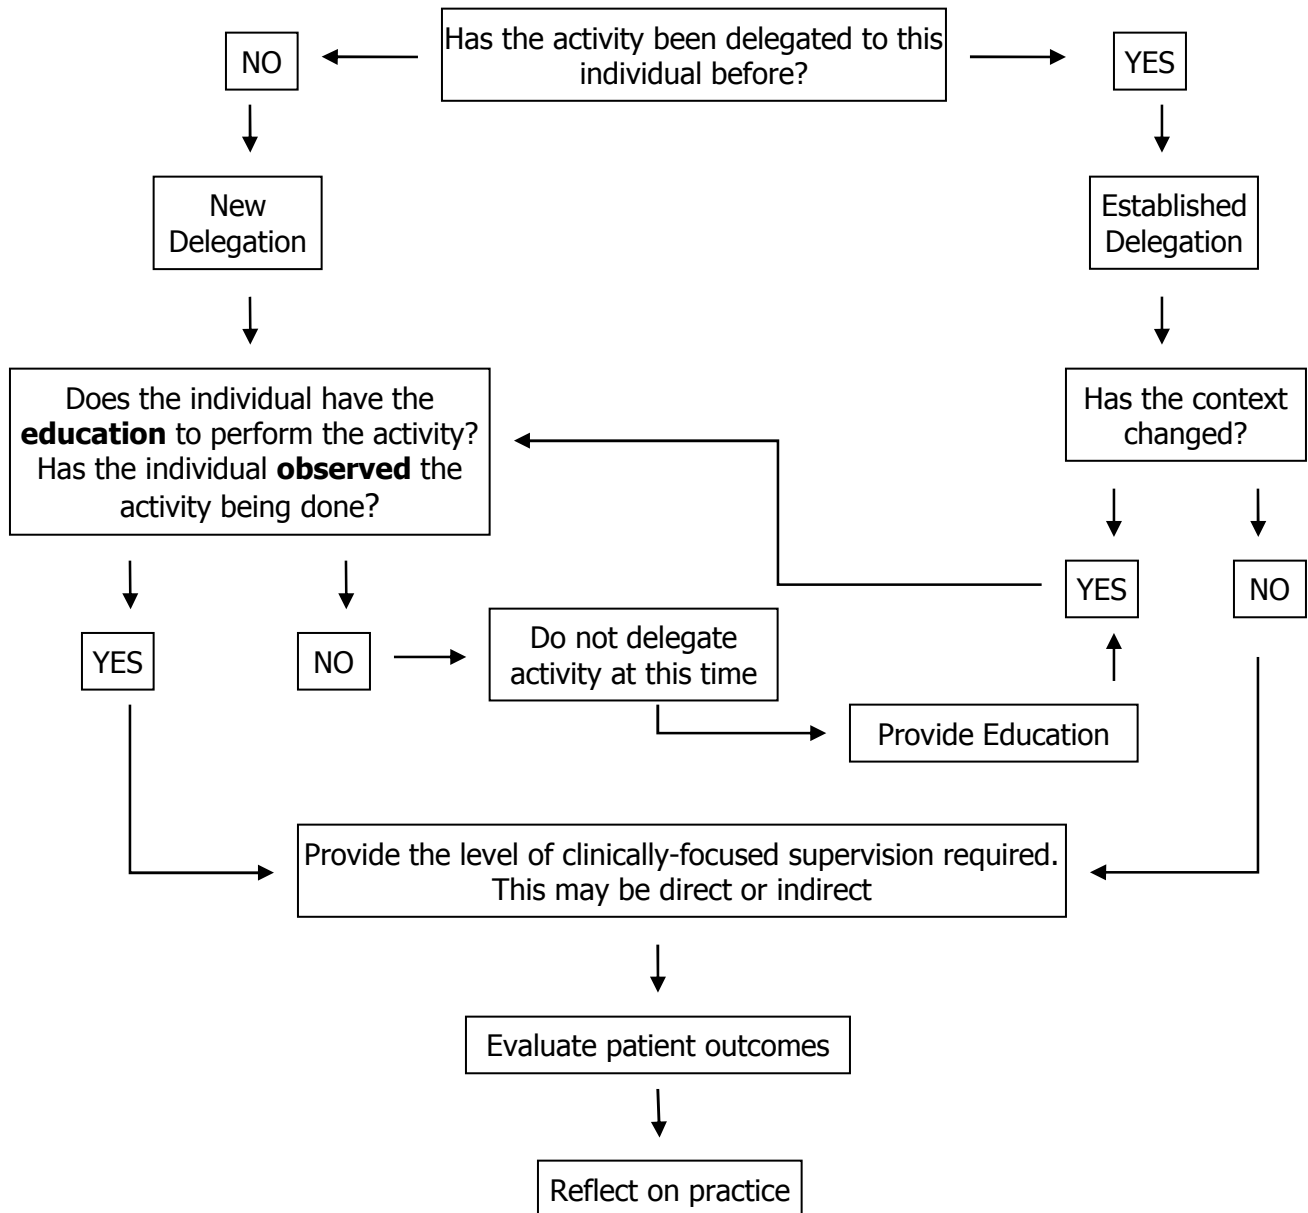 Has the activity been delegated to this
individual before?
NO
YES
New
Delegation
Established
Delegation
Does the individual have the
education to perform the activity?
Has the individual observed the
activity being done?
Has the context
changed?
YES
NO
YES
NO
Do not delegate
activity at this time
Provide Education
Provide the level of clinically-focused supervision required.
This may be direct or indirect
Evaluate patient outcomes
Reflect on practice